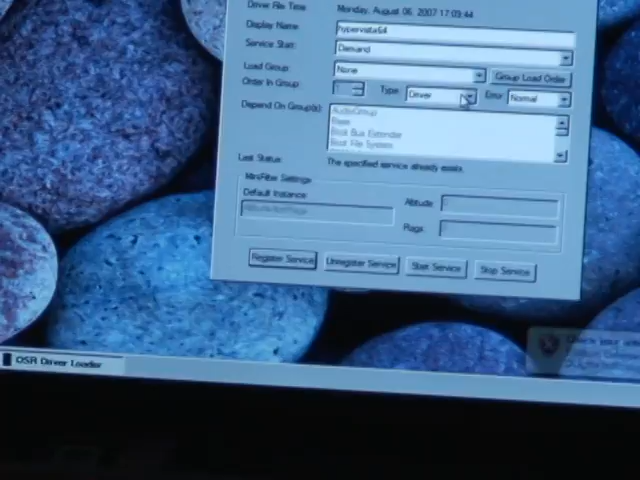 Driver File Time Monday, August 06, 2007 17:09:44
Display Name: hypervista64
Service Start: Demand
Load Group: None Group Load Order
Order In Group: 1 Type: Driver Error: Normal
Depend On Group(s): AudioGroup
Base
Boot Bus Extender
Boot File System
Last Status: The specified service already exists.
MiniFilter Settings
Default Instance: Altitude
Flags:
Register Service Unregister Service Start Service Stop Service
OSR Driver Loader